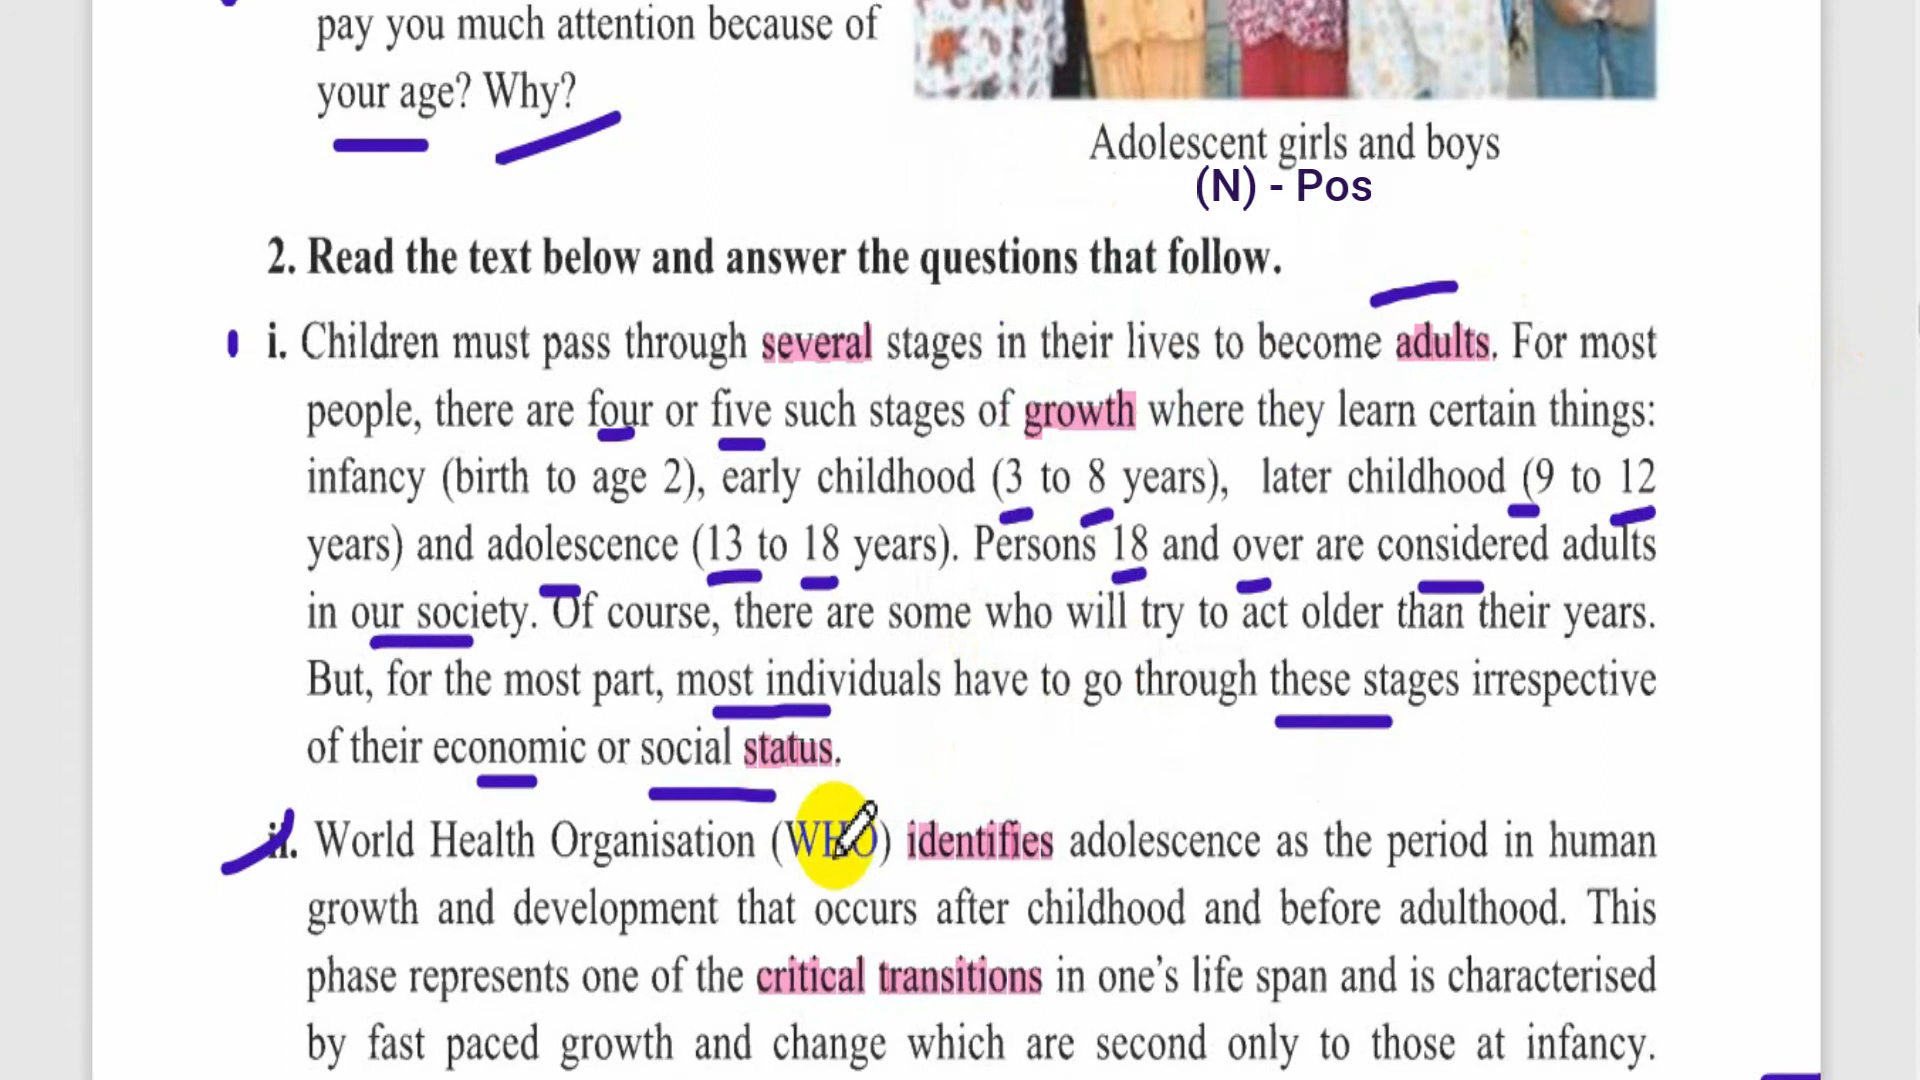 pay you much attention because of
your age? Why?
Adolescent girls and boys
(N) - Pos
2. Read the text below and answer the questions that follow.
i. Children must pass through several stages in their lives to become adults. For most
people, there are four or five such stages of growth where they learn certain things:
infancy (birth to age 2), early childhood (3 to 8 years), later childhood (9 to 12
years) and adolescence (13 to 18 years). Persons 18 and over are considered adults
in our society. Of course, there are some who will try to act older than their years.
But, for the most part, most individuals have to go through these stages irrespective
of their economic or social status.
ii. World Health Organisation (WHO) identifies adolescence as the period in human
growth and development that occurs after childhood and before adulthood. This
phase represents one of the critical transitions in one’s life span and is characterised
by fast paced growth and change which are second only to those at infancy.